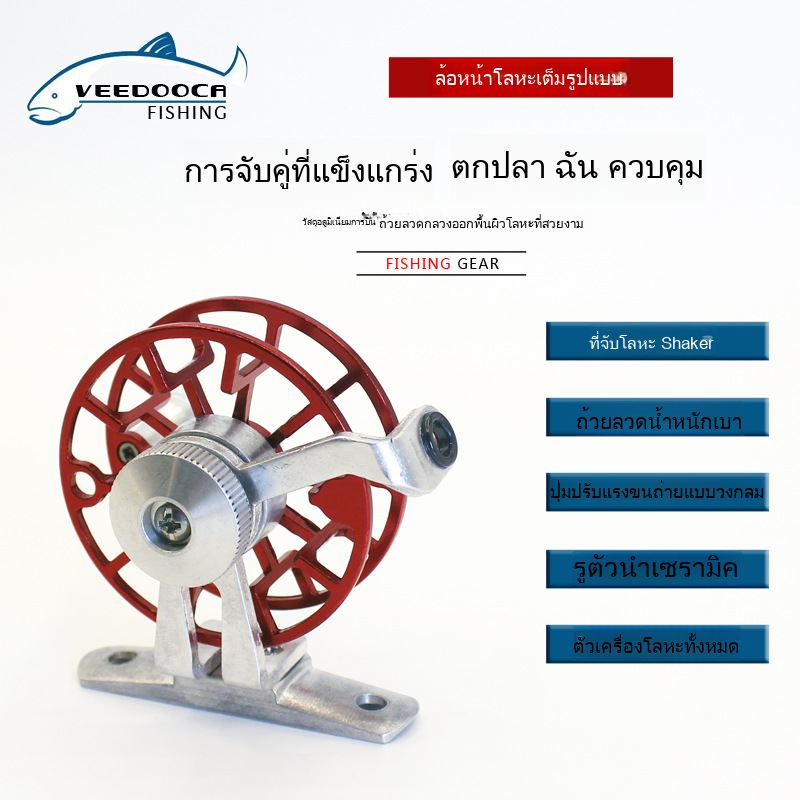 VEEDOOCA
FISHING
ล้อหน้าโลหะเต็มรูปแบบ
การจับคู่ที่แข็งแกร่ง ตกปลา ฉัน ควบคุม
วัสดุอลูมิเนียมการบิน ถ้วยลวดกลวงออกพื้นผิวโลหะที่สวยงาม
FISHING GEAR
ที่จับโลหะ Shaker
ถ้วยลวดน้ำหนักเบา
ปุ่มปรับแรงขนถ่ายแบบวงกลม
รูตัวนำเซรามิค
ตัวเครื่องโลหะทั้งหมด